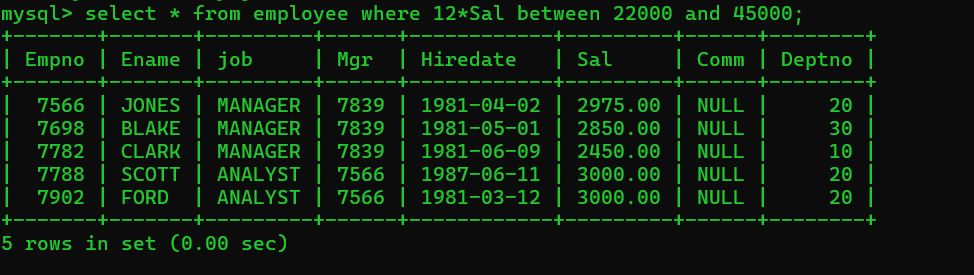 mysql> select * from employee where 12*Sal between 22000 and 45000;
+-------+-------+---------+------+------------+---------+------+--------+
| Empno | Ename | job     | Mgr  | Hiredate   | Sal     | Comm | Deptno |
+-------+-------+---------+------+------------+---------+------+--------+
|  7566 | JONES | MANAGER | 7839 | 1981-04-02 | 2975.00 | NULL |     20 |
|  7698 | BLAKE | MANAGER | 7839 | 1981-05-01 | 2850.00 | NULL |     30 |
|  7782 | CLARK | MANAGER | 7839 | 1981-06-09 | 2450.00 | NULL |     10 |
|  7788 | SCOTT | ANALYST | 7566 | 1987-06-11 | 3000.00 | NULL |     20 |
|  7902 | FORD  | ANALYST | 7566 | 1981-03-12 | 3000.00 | NULL |     20 |
+-------+-------+---------+------+------------+---------+------+--------+
5 rows in set (0.00 sec)